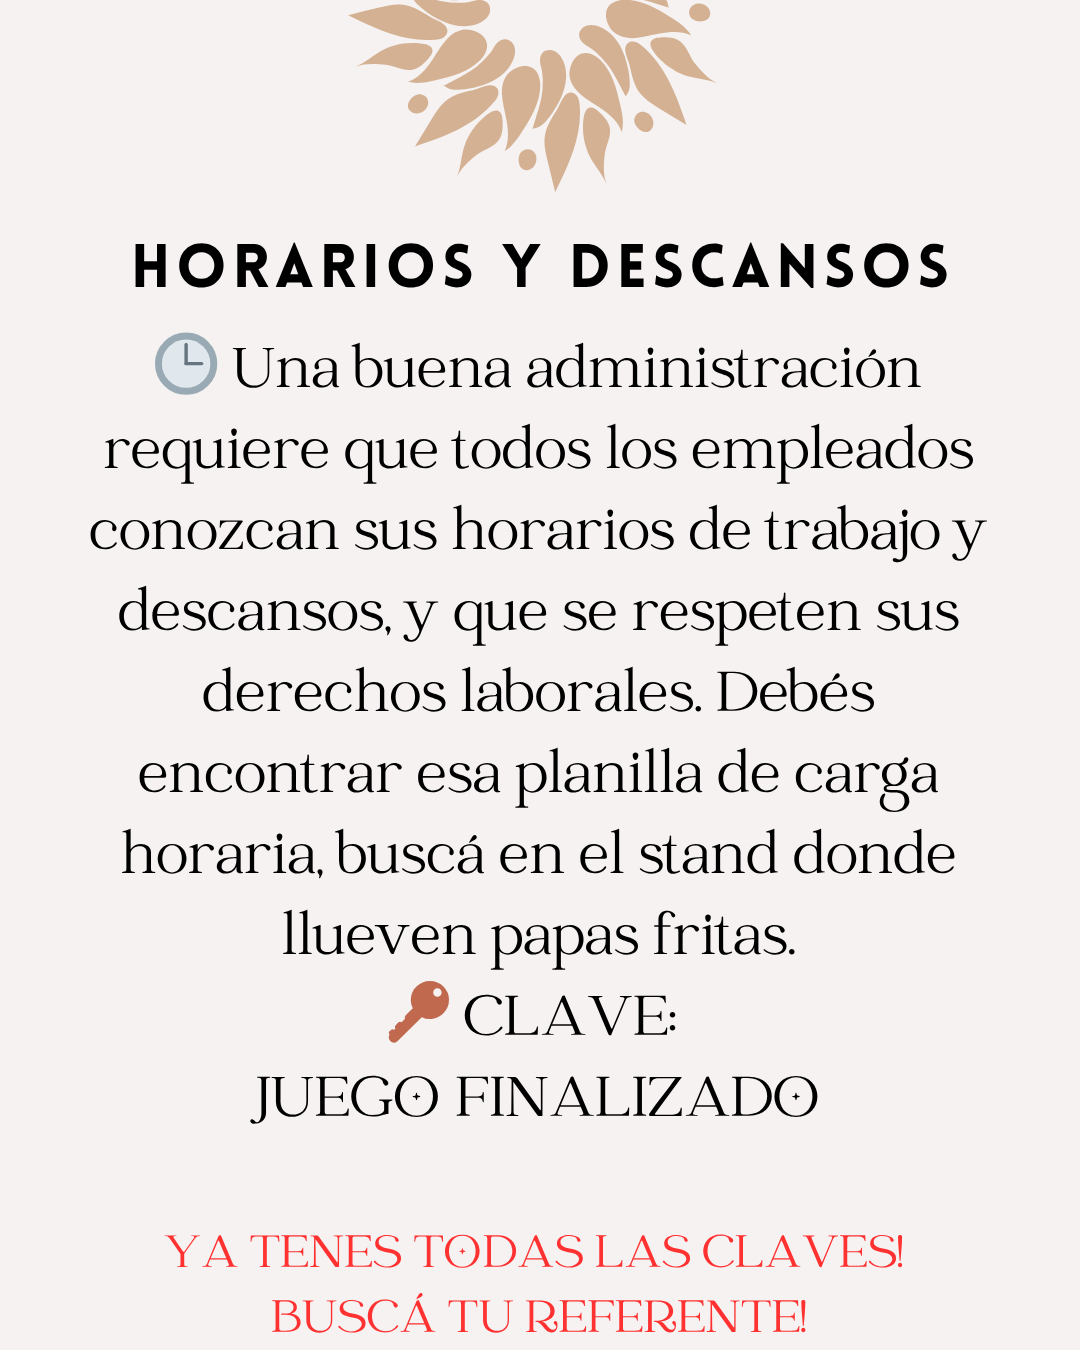 HORARIOS Y DESCANSOS
🕒 Una buena administración
requiere que todos los empleados
conozcan sus horarios de trabajo y
descansos, y que se respeten sus
derechos laborales. Debés
encontrar esa planilla de carga
horaria, buscá en el stand donde
llueven papas fritas.
🔑 CLAVE:
JUEGO FINALIZADO
YA TENES TODAS LAS CLAVES!
BUSCÁ TU REFERENTE!